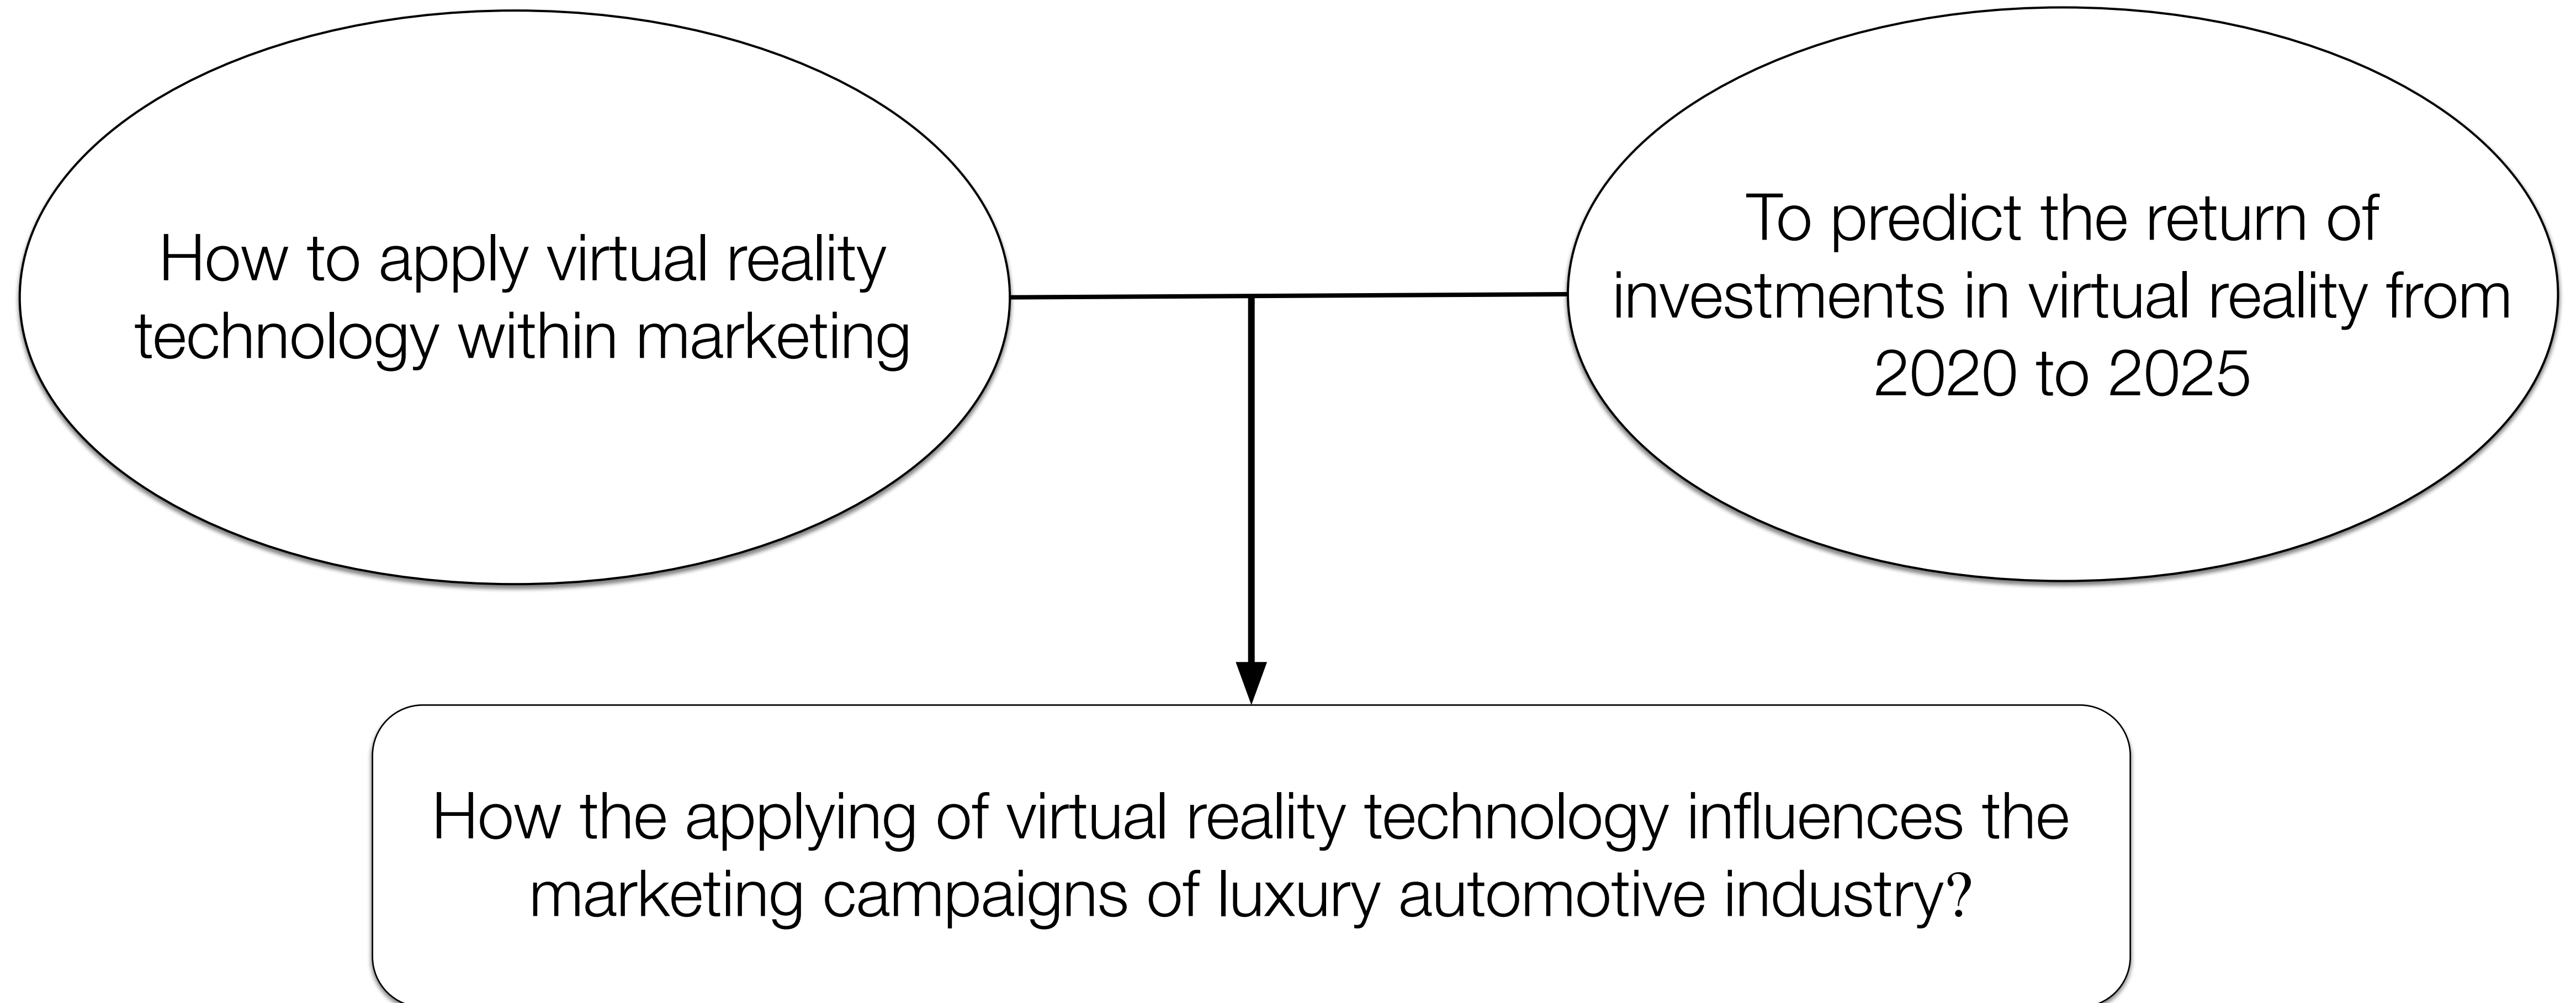 How to apply virtual reality
technology within marketing
To predict the return of
investments in virtual reality from
2020 to 2025
How the applying of virtual reality technology influences the
marketing campaigns of luxury automotive industry?